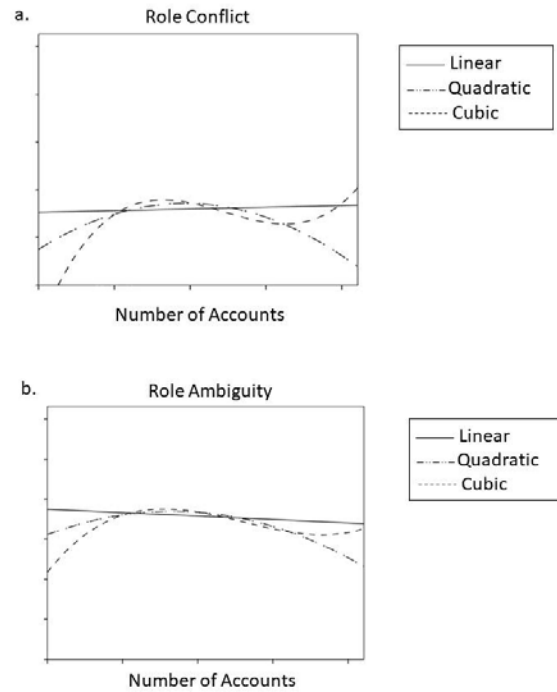 a.
Role Conflict
Linear
Quadratic
Cubic
Number of Accounts
b.
Role Ambiguity
Linear
Quadratic
Cubic
Number of Accounts